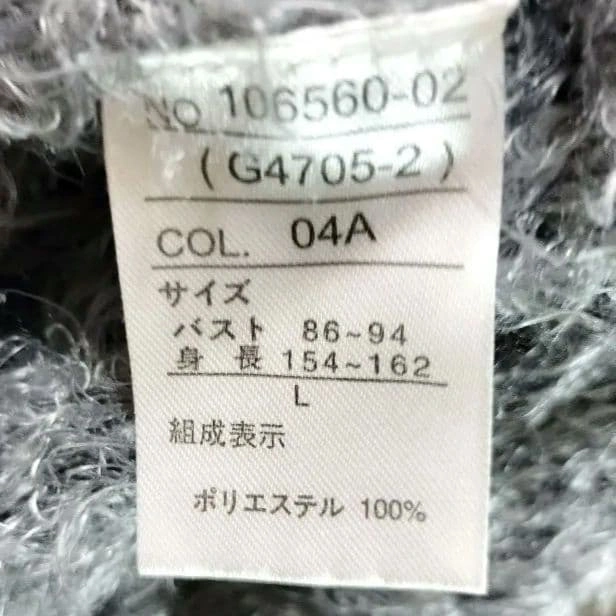 NO 106560-02
(G4705-2)
COL. 04A
サイズ
バスト 86~94
身長 154~162
L
組成表示
ポリエステル 100%